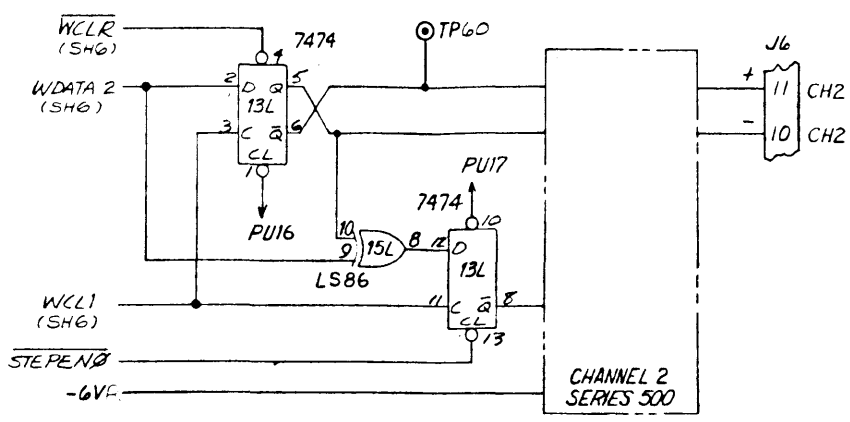 WCLR
(SH6)
7474
TP60
J6
4
WDATA 2
(SH6)
2 D Q 5
13L
3 C Q̅ 6
CL
1
PU16
+ 11 CH2
- 10 CH2
PU17
7474
10
10
9
15L
8
LS86
12 D
13L
11 C Q̅ 8
CL
13
WCL1
(SH6)
STEPENØ
-6VF
CHANNEL 2
SERIES 500